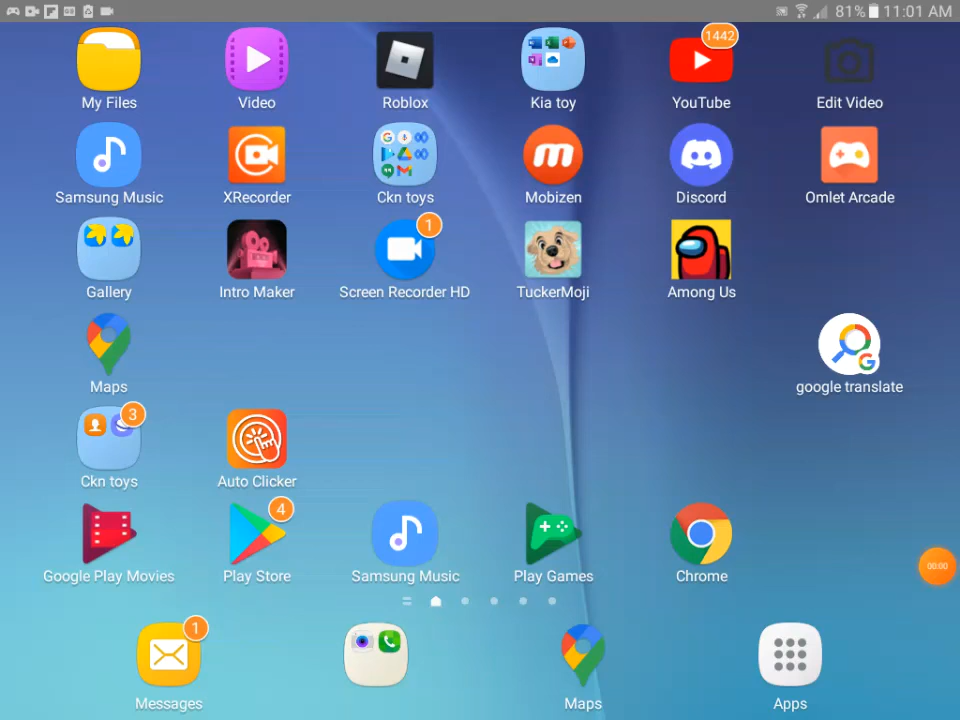 81% 11:01 AM
1442
My Files Video Roblox Kia toy YouTube Edit Video
Samsung Music XRecorder Ckn toys Mobizen Discord Omlet Arcade
1
Gallery Intro Maker Screen Recorder HD TuckerMoji Among Us
Maps google translate
3
Ckn toys Auto Clicker
4
Google Play Movies Play Store Samsung Music Play Games Chrome
00:00
1
Messages Maps Apps